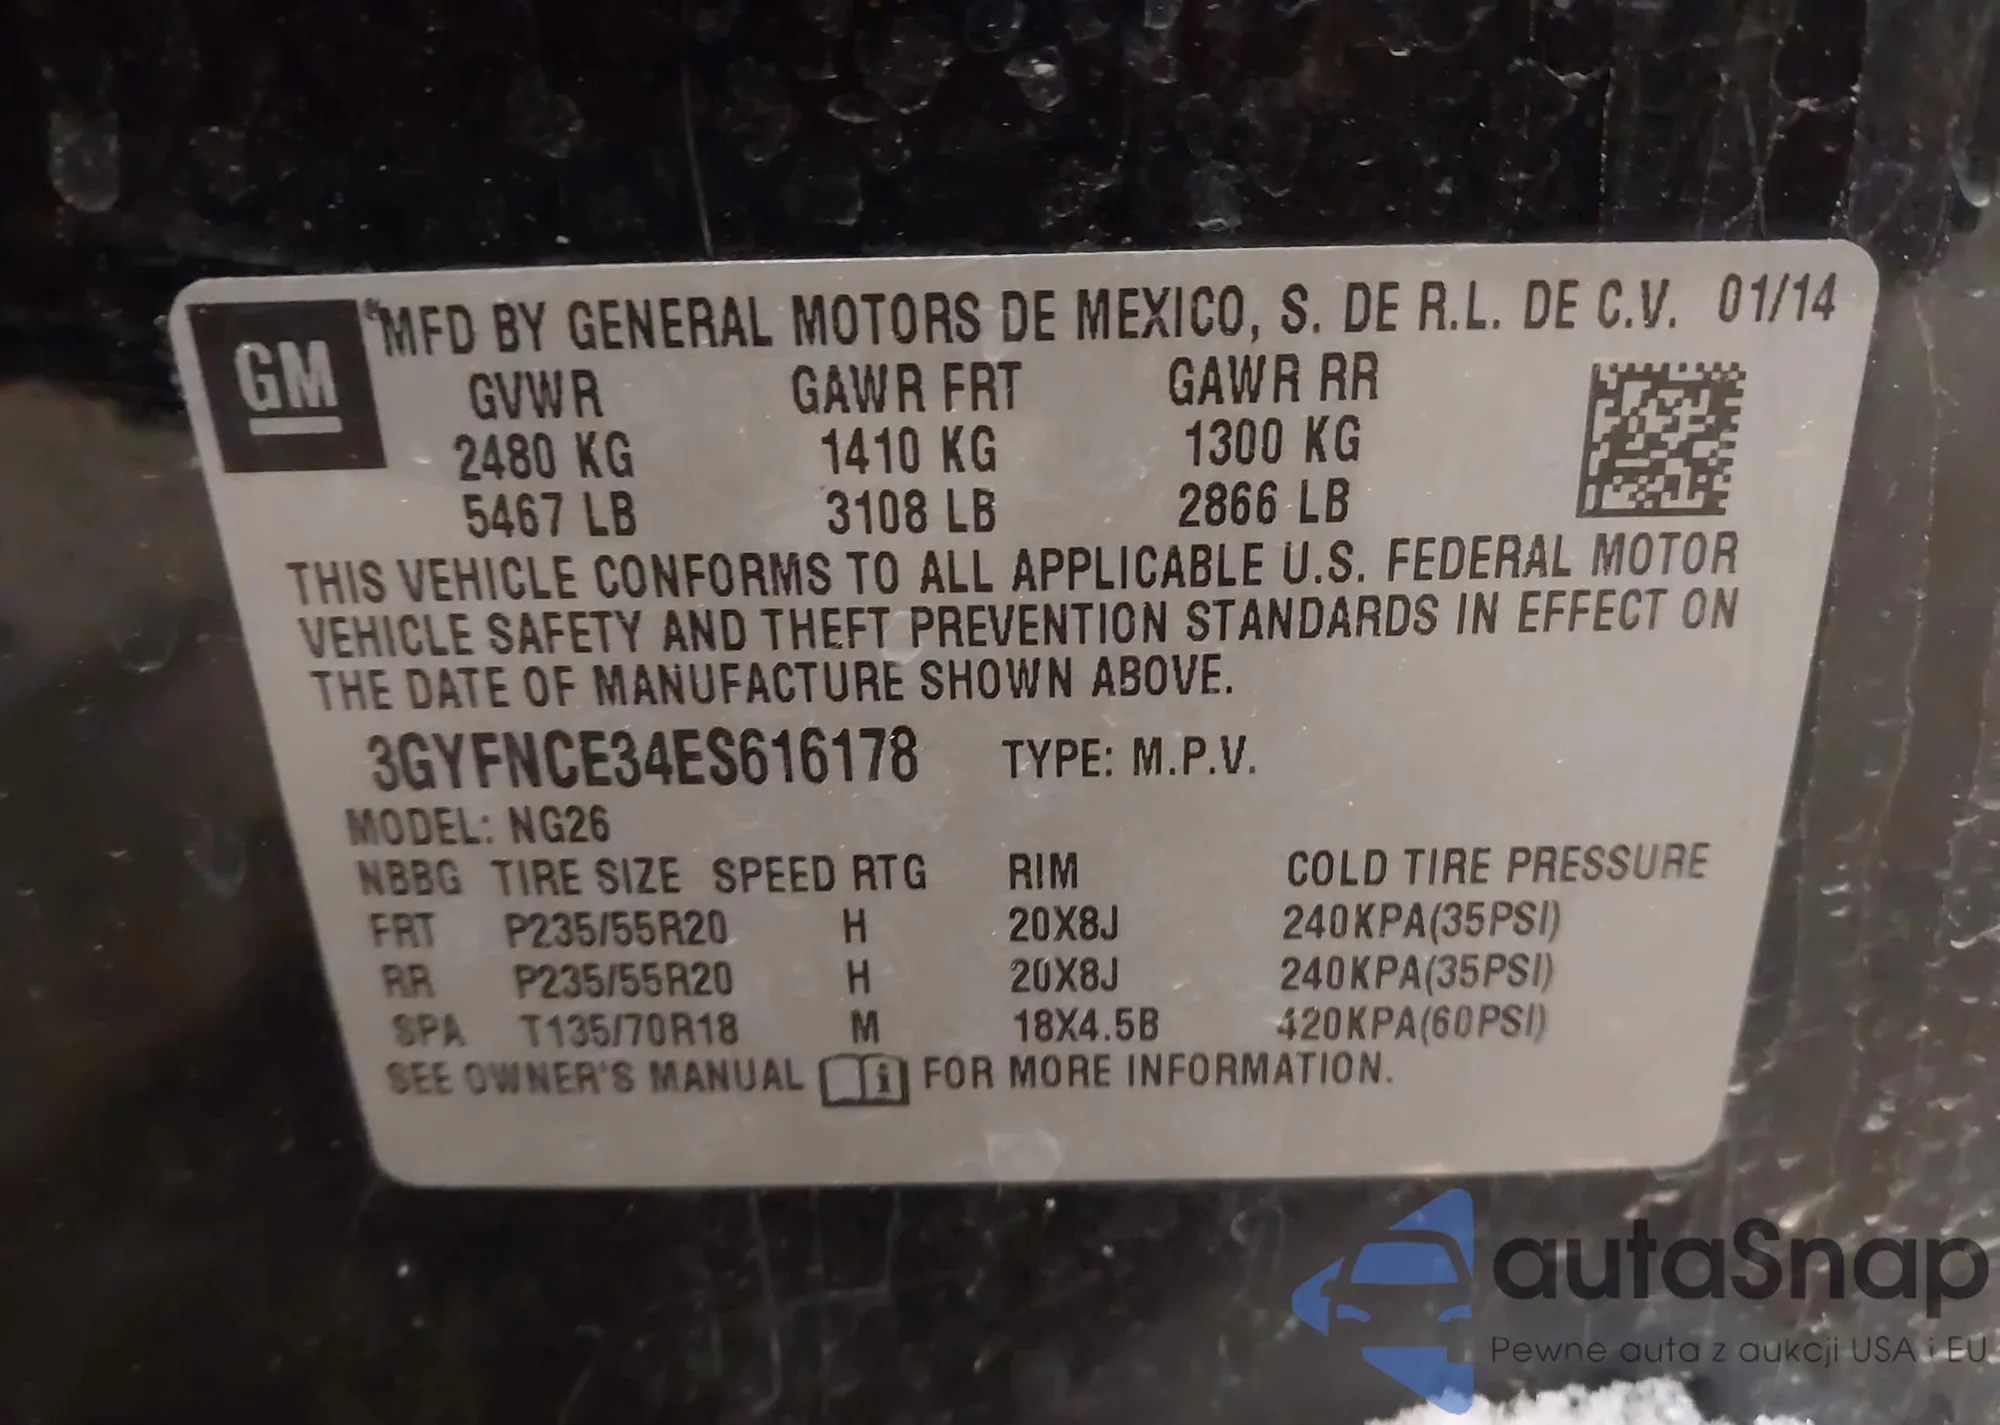 GM
MFD BY GENERAL MOTORS DE MEXICO, S. DE R.L. DE C.V. 01/14
GVWR GAWR FRT GAWR RR
2480 KG 1410 KG 1300 KG
5467 LB 3108 LB 2866 LB
THIS VEHICLE CONFORMS TO ALL APPLICABLE U.S. FEDERAL MOTOR
VEHICLE SAFETY AND THEFT PREVENTION STANDARDS IN EFFECT ON
THE DATE OF MANUFACTURE SHOWN ABOVE.
3GYFNCE34ES616178 TYPE: M.P.V.
MODEL: NG26
NBBG TIRE SIZE SPEED RTG RIM COLD TIRE PRESSURE
FRT P235/55R20 H 20X8J 240KPA(35PSI)
RR P235/55R20 H 20X8J 240KPA(35PSI)
SPA T135/70R18 M 18X4.5B 420KPA(60PSI)
SEE OWNER'S MANUAL FOR MORE INFORMATION.
autaSnap
Pewne auta z aukcji USA i EU